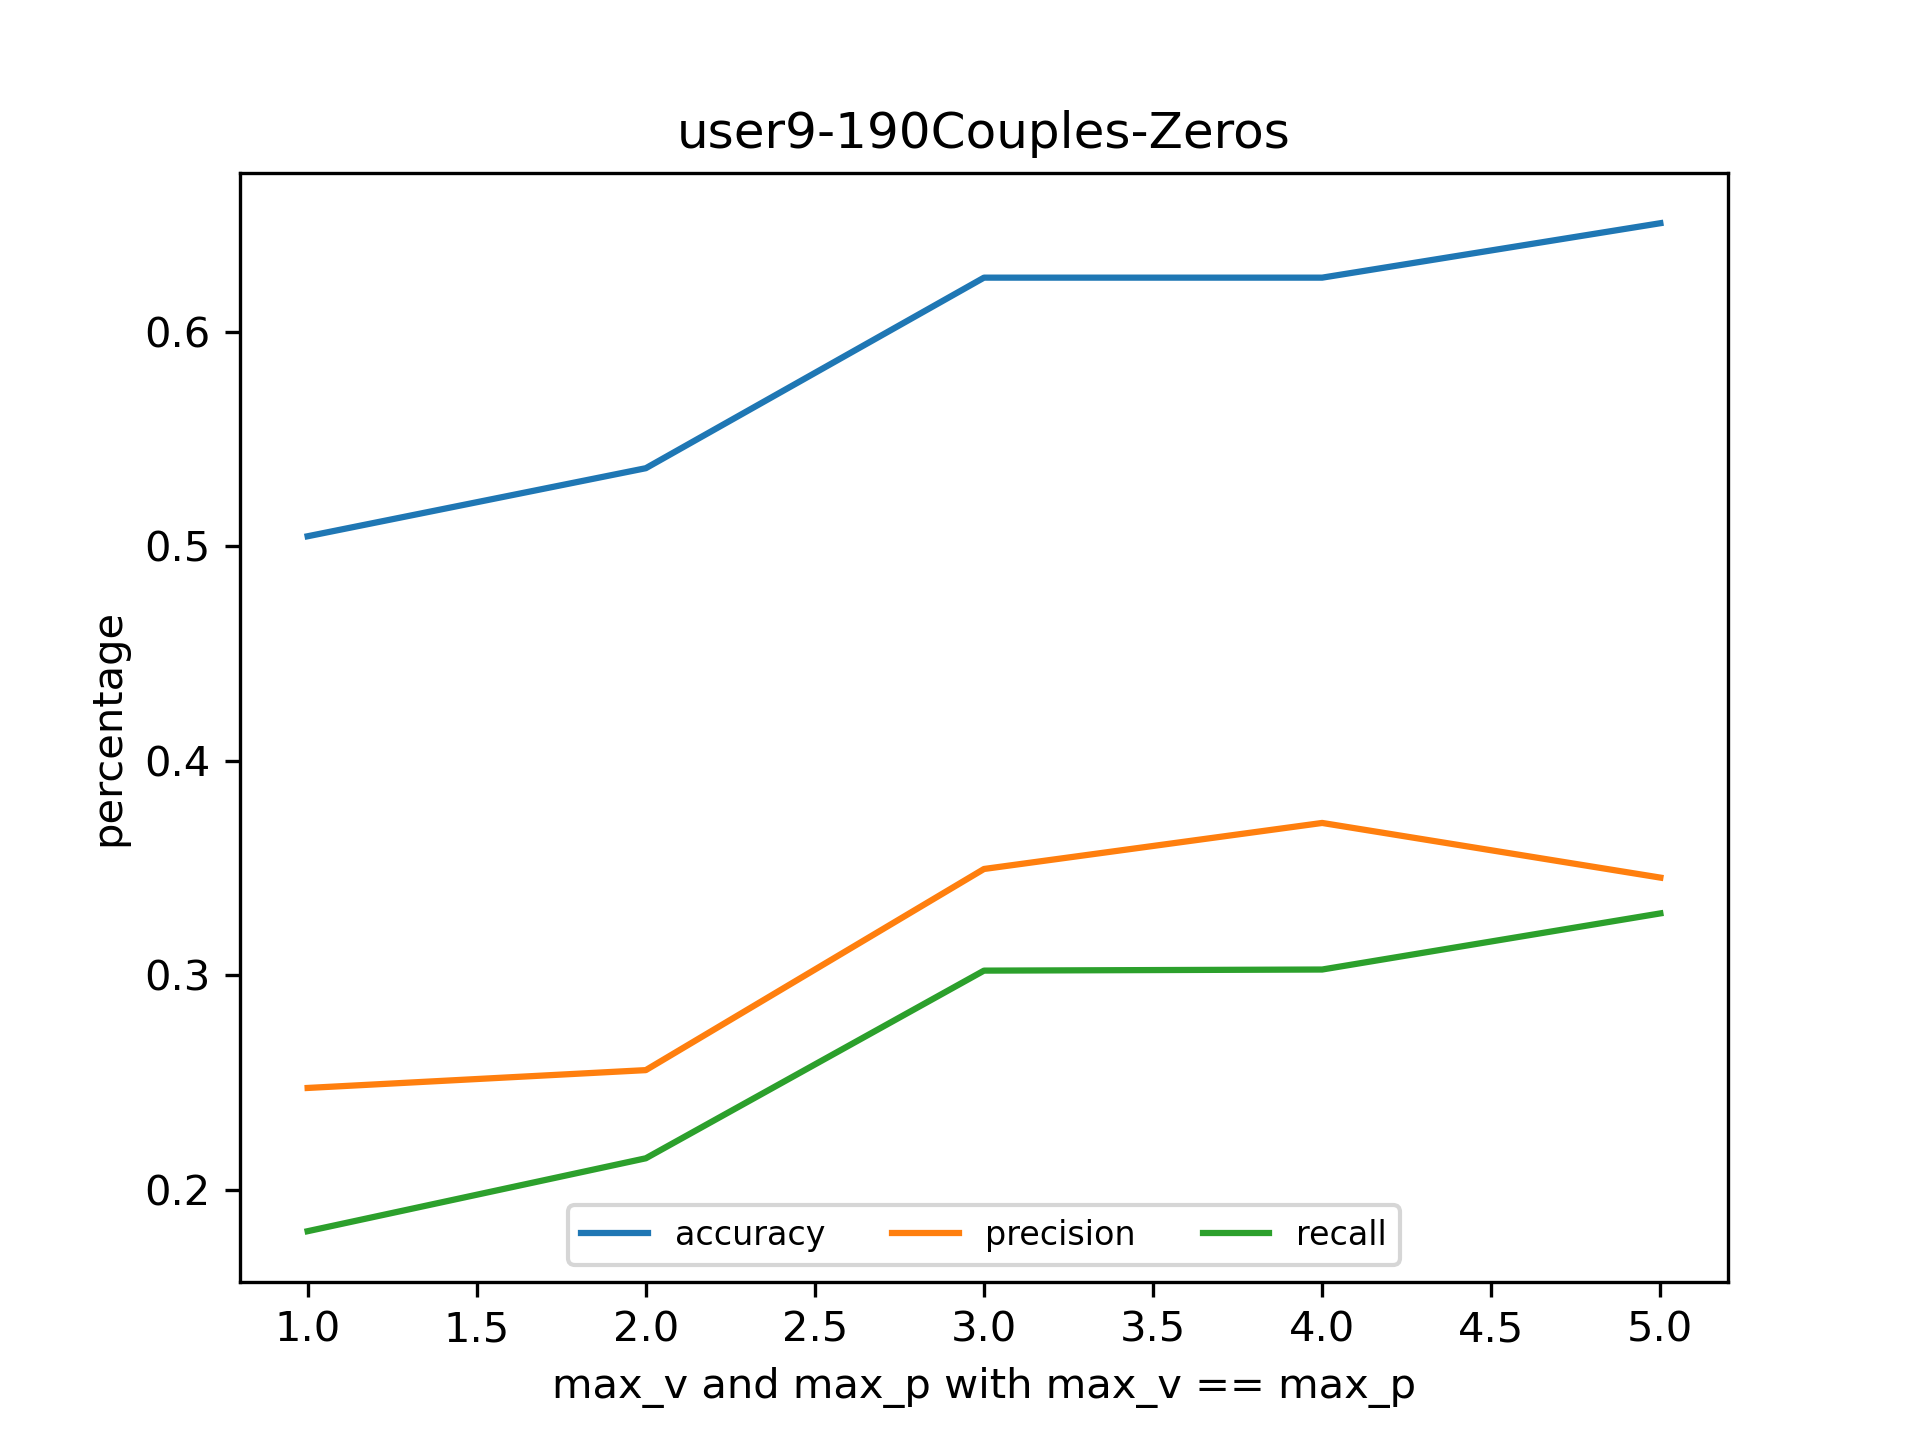 user9-190Couples-Zeros
percentage
0.6
0.5
0.4
0.3
0.2
accuracy precision recall
1.0 1.5 2.0 2.5 3.0 3.5 4.0 4.5 5.0
max_v and max_p with max_v == max_p